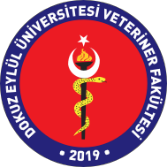 DOKUZ EYLÜL ÜNİVERSİTESİ VETERİNER FAKÜLTESİ
• 2019 •